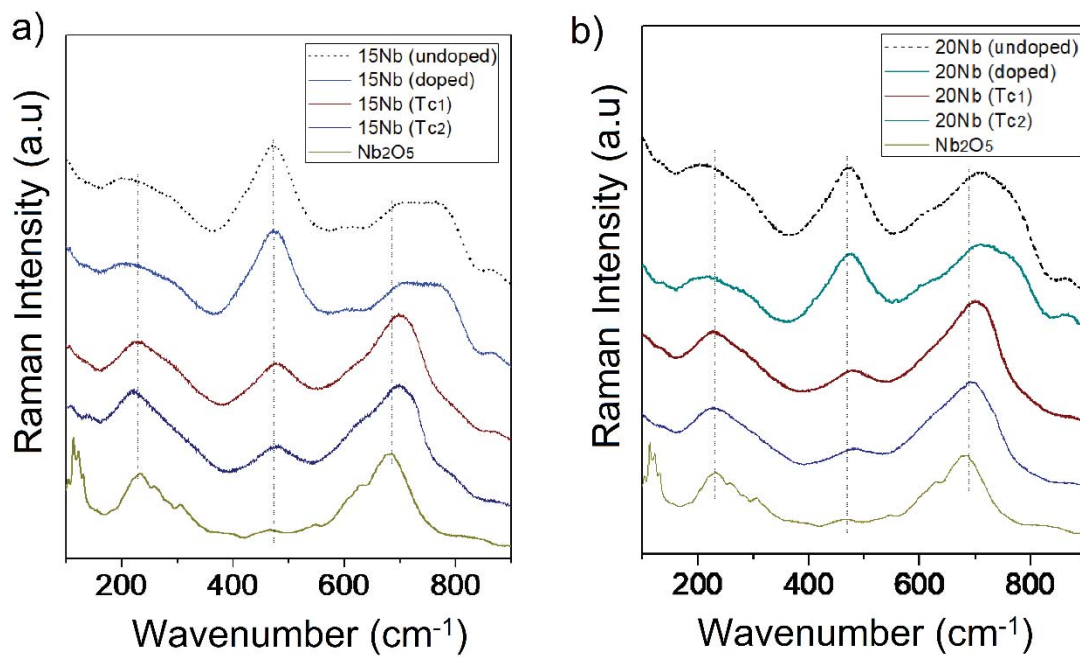 a)
15Nb (undoped)
15Nb (doped)
15Nb (Tc1)
15Nb (Tc2)
Nb2O5
Raman Intensity (a.u)
200 400 600 800
Wavenumber (cm-1)
b)
20Nb (undoped)
20Nb (doped)
20Nb (Tc1)
20Nb (Tc2)
Nb2O5
Raman Intensity (a.u)
200 400 600 800
Wavenumber (cm-1)